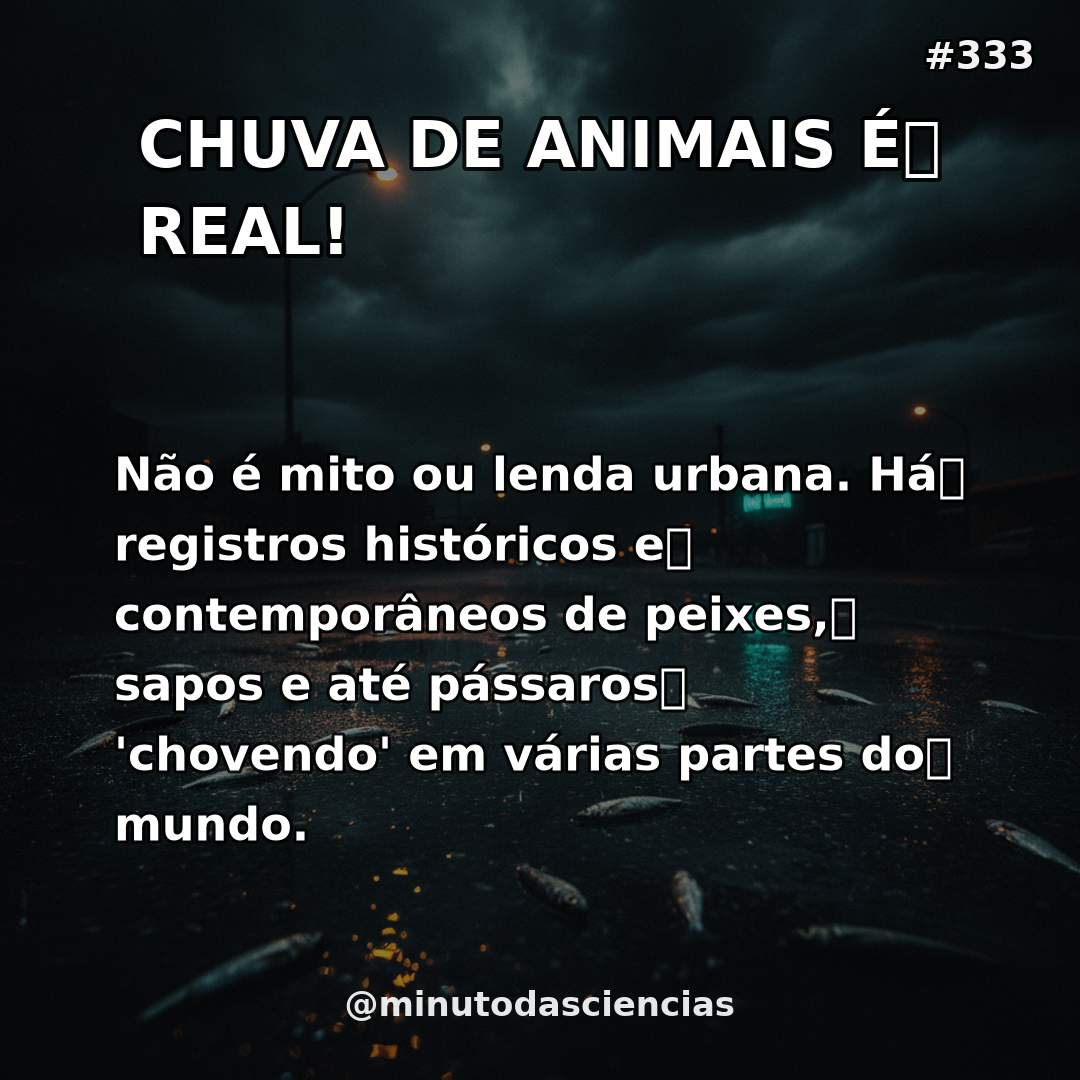 #333
CHUVA DE ANIMAIS É▯
REAL!
Não é mito ou lenda urbana. Há▯
registros históricos e▯
contemporâneos de peixes,▯
sapos e até pássaros▯
'chovendo' em várias partes do▯
mundo.
@minutodasciencias